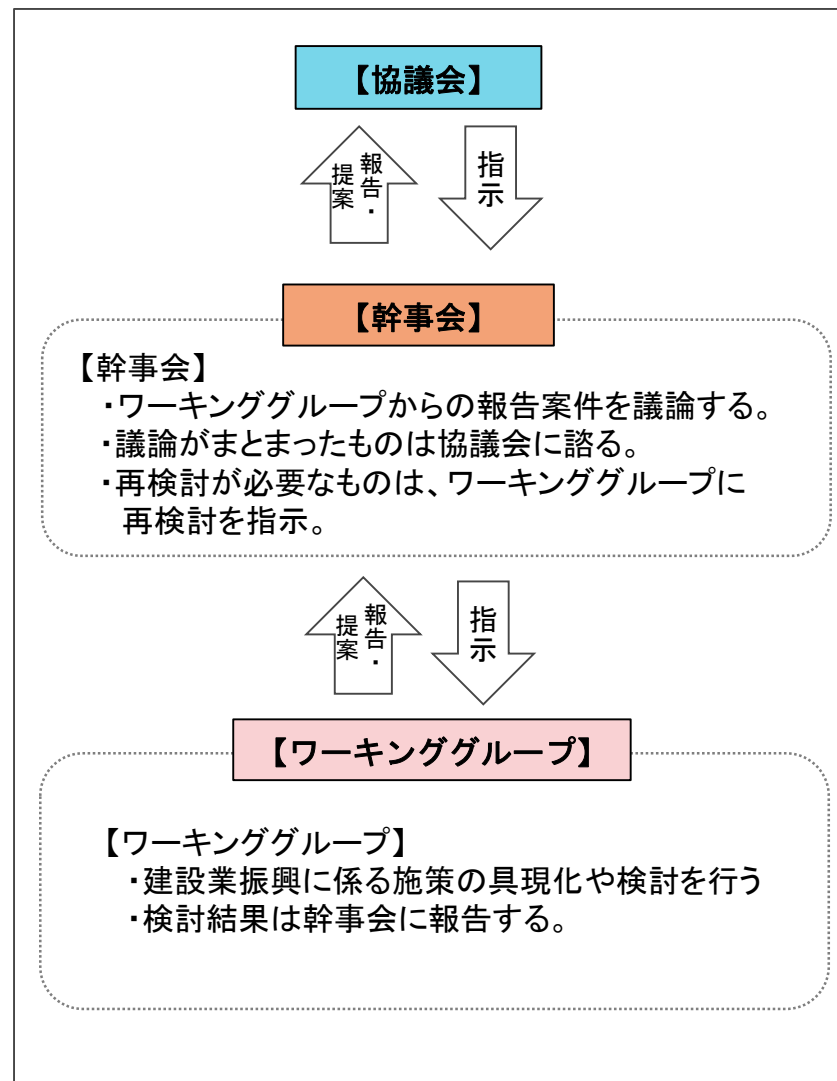 【協議会】
報告・
提案
指示
【幹事会】
【幹事会】
・ワーキンググループからの報告案件を議論する。
・議論がまとまったものは協議会に諮る。
・再検討が必要なものは、ワーキンググループに
再検討を指示。
報告・
提案
指示
【ワーキンググループ】
【ワーキンググループ】
・建設業振興に係る施策の具現化や検討を行う
・検討結果は幹事会に報告する。